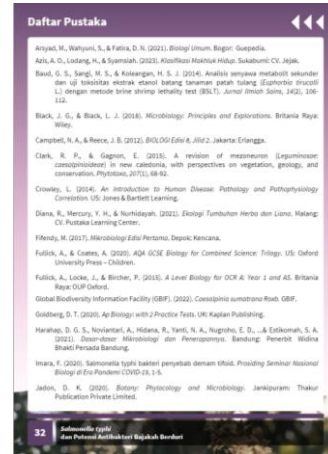 Daftar Pustaka
Arsyad, M., Wahyuni, S., & Fatira, D. N. (2021). Biologi Umum. Bogor: Guepedia.
Azis, A. O., Lodang, H., & Syamsiah. (2023). Klasifikasi Makhluk Hidup. Sukabumi: CV. Jejak.
Baud, G. S., Sangi, M. S., & Koleangan, H. S. J. (2014). Analisis senyawa metabolit sekunder
dan uji toksisitas ekstrak etanol batang tanaman patah tulang (Euphorbia tirucalli
L.) dengan metode brine shrimp lethality test (BSLT). Jurnal Ilmiah Sains, 14(2), 106-
112.
Black, J. G., & Black, L. J. (2018). Microbiology: Principles and Explorations. Britania Raya:
Wiley.
Campbell, N. A., & Reece, J. B. (2012). BIOLOGI Edisi 8, Jilid 2. Jakarta: Erlangga.
Clark, R. P., & Gagnon, E. (2015). A revision of mezoneuron (Leguminosae:
caesalpinioideae) in new caledonia, with perspectives on vegetation, geology, and
conservation. Phytotaxa, 207(1), 68-92.
Crowley, L. (2014). An Introduction to Human Disease: Pathology and Pathophysiology
Correlation. US: Jones & Bartlett Learning.
Diana, R., Mercury, Y. H., & Nurhidayah. (2021). Ekologi Tumbuhan Herba dan Liana. Malang:
CV. Pustaka Learning Center.
Fifendy, M. (2017). Mikrobiologi Edisi Pertama. Depok: Kencana.
Fullick, A., & Coates, A. (2020). AQA GCSE Biology for Combined Science: Trilogy. US: Oxford
University Press – Children.
Fullick, A., Locke, J., & Bircher, P. (2015). A Level Biology for OCR A: Year 1 and AS. Britania
Raya: OUP Oxford.
Global Biodiversity Information Facility (GBIF). (2022). Caesalpinia sumatrana Roxb. GBIF.
Goldberg, D. T. (2020). Ap Biology: with 2 Practice Tests. UK: Kaplan Publishing.
Harahap, D. G. S., Noviantari, A., Hidana, R., Yanti, N. A., Nugroho, E. D., ...& Estikomah, S. A.
(2021). Dasar-dasar Mikrobiologi dan Penerapannya. Bandung: Penerbit Widina
Bhakti Persada Bandung.
Imara, F. (2020). Salmonella typhi bakteri penyebab demam tifoid. Prosiding Seminar Nasional
Biologi di Era Pandemi COVID-19, 1-5.
Jadon, D. K. (2020). Botany: Phytocology and Microbiology. Jankipuram: Thakur
Publication Private Limited.
32
Salmonella typhi
dan Potensi Antibakteri Bajakah Berduri